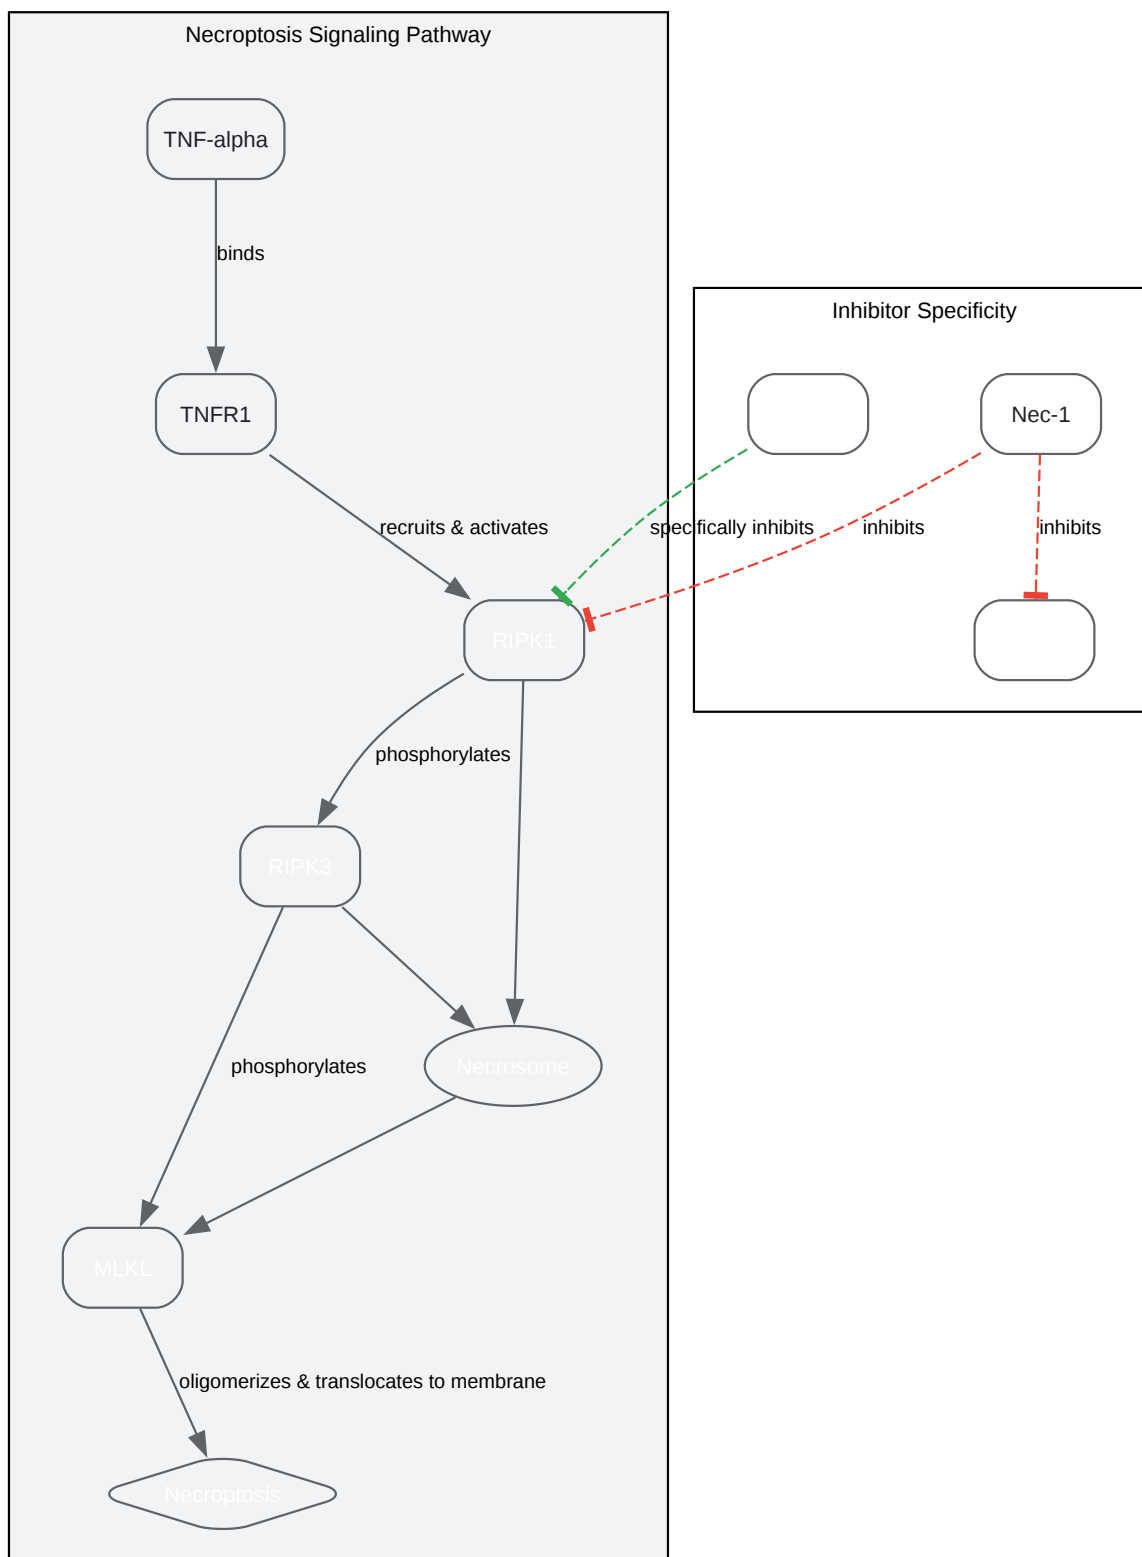 Necroptosis Signaling Pathway
TNF-alpha
binds
Inhibitor Specificity
TNFR1
Nec-1
recruits & activates
specifically inhibits
inhibits
inhibits
RIPK1
phosphorylates
RIPK3
phosphorylates
Necrosome
MLKL
oligomerizes & translocates to membrane
Necroptosis